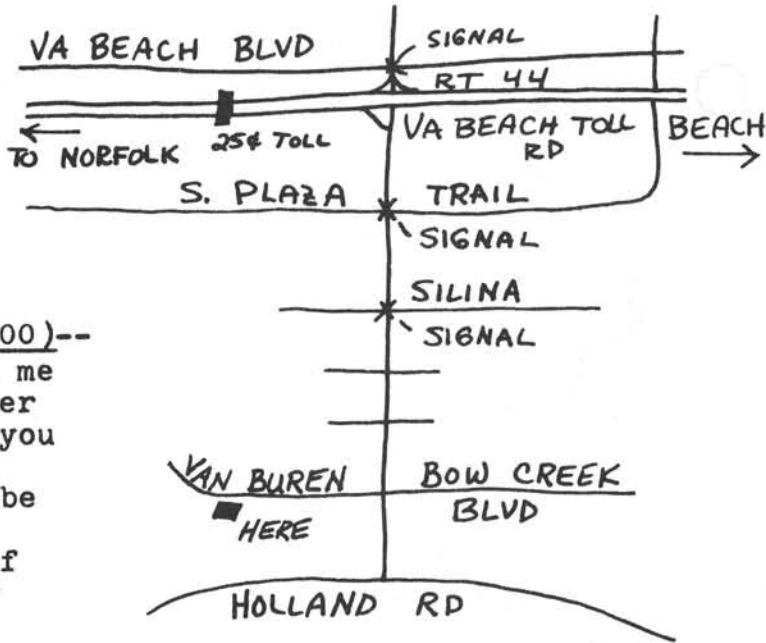 VA BEACH BLVD
SIGNAL
RT 44
25¢ TOLL
VA BEACH TOLL RD
BEACH
TO NORFOLK
S. PLAZA TRAIL
SIGNAL
SILINA
SIGNAL
00)--
me
er
you
be
f
VAN BUREN
BOW CREEK
BLVD
HERE
HOLLAND RD